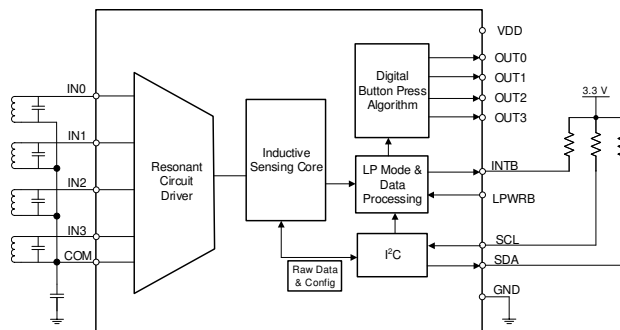 VDD
OUT0
OUT1
OUT2
OUT3
Digital
Button Press
Algorithm
3.3 V
IN0
IN1
IN2
IN3
COM
Resonant
Circuit
Driver
Inductive
Sensing Core
LP Mode &
Data
Processing
INTB
LPWRB
SCL
SDA
I²C
Raw Data
& Config
GND